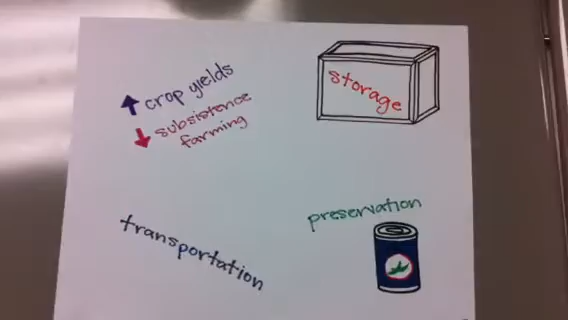 ↑ crop yields
↓ subsistence
farming
storage
transportation
preservation